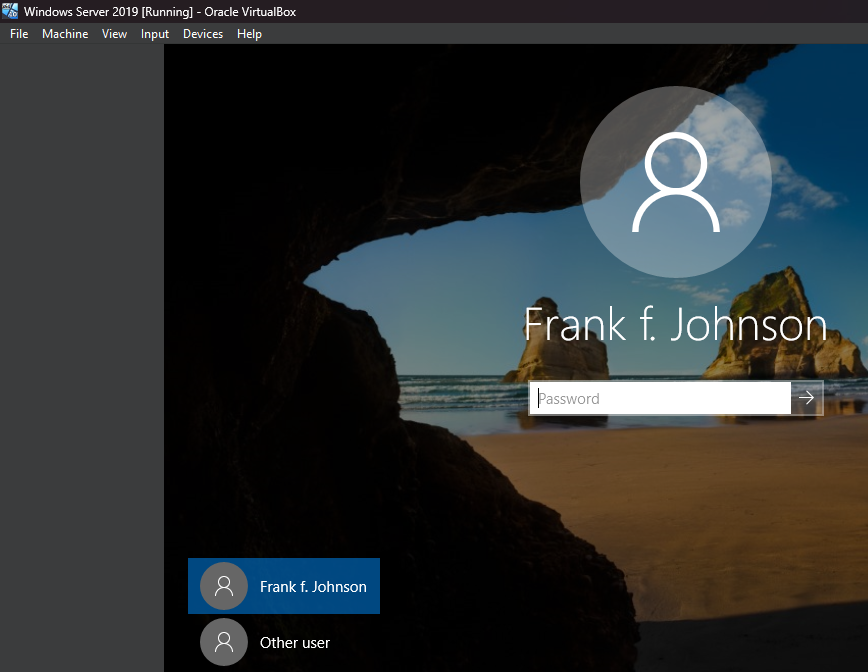 Windows Server 2019 [Running] - Oracle VirtualBox
File Machine View Input Devices Help
Frank f. Johnson
Password
Frank f. Johnson
Other user